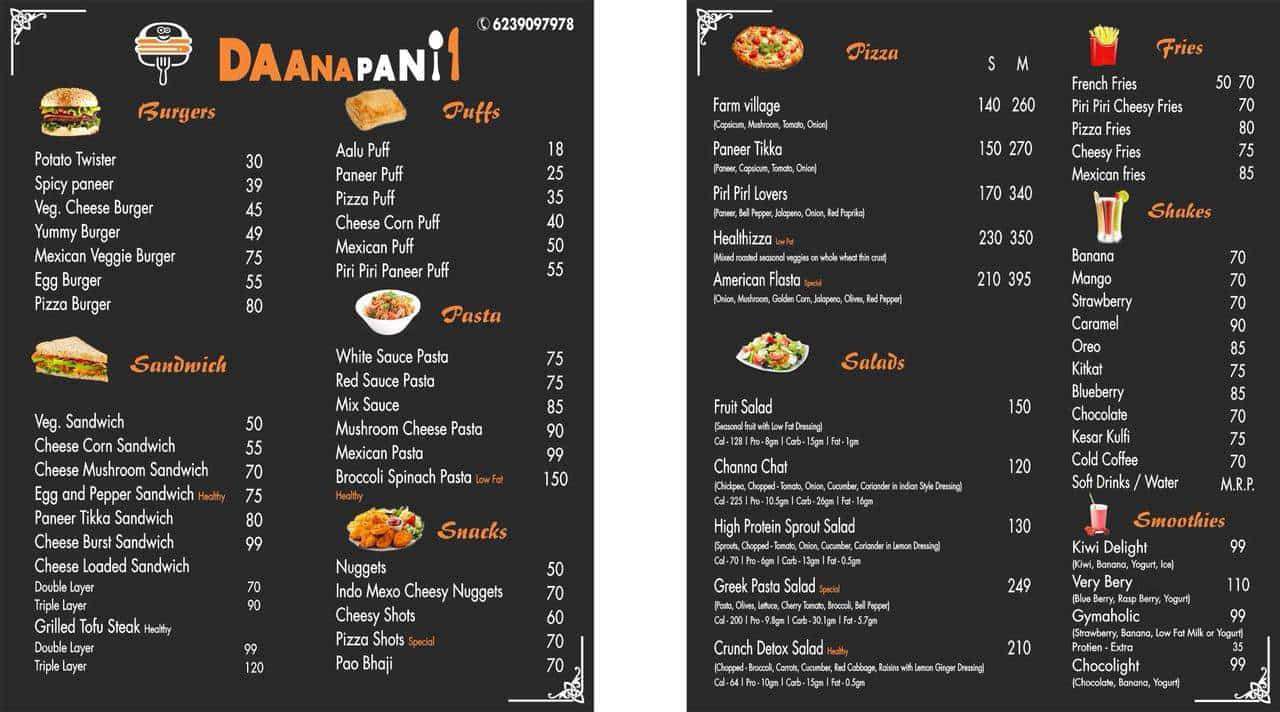 6239097978
DAANAPANI
Burgers
Potato Twister 30
Spicy paneer 39
Veg. Cheese Burger 45
Yummy Burger 49
Mexican Veggie Burger 75
Egg Burger 55
Pizza Burger 80
Sandwich
Veg. Sandwich 50
Cheese Corn Sandwich 55
Cheese Mushroom Sandwich 70
Egg and Pepper Sandwich Healthy 75
Paneer Tikka Sandwich 80
Cheese Burst Sandwich 99
Cheese Loaded Sandwich
Double Layer 70
Triple Layer 90
Grilled Tofu Steak Healthy
Double Layer 99
Triple Layer 120
Puffs
Aalu Puff 18
Paneer Puff 25
Pizza Puff 35
Cheese Corn Puff 40
Mexican Puff 50
Piri Piri Paneer Puff 55
Pasta
White Sauce Pasta 75
Red Sauce Pasta 75
Mix Sauce 85
Mushroom Cheese Pasta 90
Mexican Pasta 99
Broccoli Spinach Pasta Low Fat 150
Healthy
Snacks
Nuggets 50
Indo Mexo Cheesy Nuggets 70
Cheesy Shots 60
Pizza Shots Special 70
Pao Bhaji 70
Pizza
S M
Farm village 140 260
(Capsicum, Mushroom, Tomato, Onion)
Paneer Tikka 150 270
(Paneer, Capsicum, Tomato, Onion)
Pirl Pirl Lovers 170 340
(Paneer, Bell Pepper, Jalapeno, Onion, Red Paprika)
Healthizza Low Fat 230 350
(Mixed roasted seasonal veggies on whole wheat thin crust)
American Flasta Special 210 395
(Onion, Mushroom, Golden Corn, Jalapeno, Olives, Red Pepper)
Salads
Fruit Salad 150
(Seasonal fruit with Low Fat Dressing)
Cal - 128 | Pro - 8gm | Carb - 15gm | Fat - 1gm
Channa Chat 120
(Chickpea, Chopped - Tomato, Onion, Cucumber, Coriander in indian Style Dressing)
Cal - 225 | Pro - 10.5gm | Carb - 26gm | Fat - 16gm
High Protein Sprout Salad 130
(Sprouts, Chopped - Tomato, Onion, Cucumber, Coriander in Lemon Dressing)
Cal - 70 | Pro - 6gm | Carb - 13gm | Fat - 0.5gm
Greek Pasta Salad Special 249
(Pasta, Olives, Lettuce, Cherry Tomato, Broccoli, Bell Pepper)
Cal - 200 | Pro - 9.8gm | Carb - 30.1gm | Fat - 5.7gm
Crunch Detox Salad Healthy 210
(Chopped - Broccoli, Carrots, Cucumber, Red Cabbage, Raisins with Lemon Ginger Dressing)
Cal - 64 | Pro - 10gm | Carb - 15gm | Fat - 0.5gm
Fries
French Fries 50 70
Piri Piri Cheesy Fries 70
Pizza Fries 80
Cheesy Fries 75
Mexican fries 85
Shakes
Banana 70
Mango 70
Strawberry 70
Caramel 90
Oreo 85
Kitkat 75
Blueberry 85
Chocolate 70
Kesar Kulfi 75
Cold Coffee 70
Soft Drinks / Water M.R.P.
Smoothies
Kiwi Delight 99
(Kiwi, Banana, Yogurt, Ice)
Very Bery 110
(Blue Berry, Rasp Berry, Yogurt)
Gymaholic 99
(Strawberry, Banana, Low Fat Milk or Yogurt)
Protien - Extra 35
Chocolight 99
(Chocolate, Banana, Yogurt)